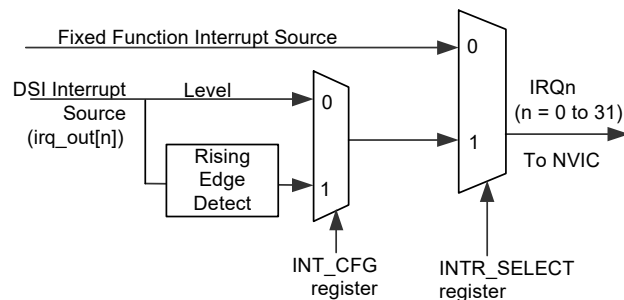 Fixed Function Interrupt Source
0
DSI Interrupt
Source
(irq_out[n])
Level
0
Rising
Edge
Detect
1
1
IRQn
(n = 0 to 31)
To NVIC
INT_CFG
register
INTR_SELECT
register